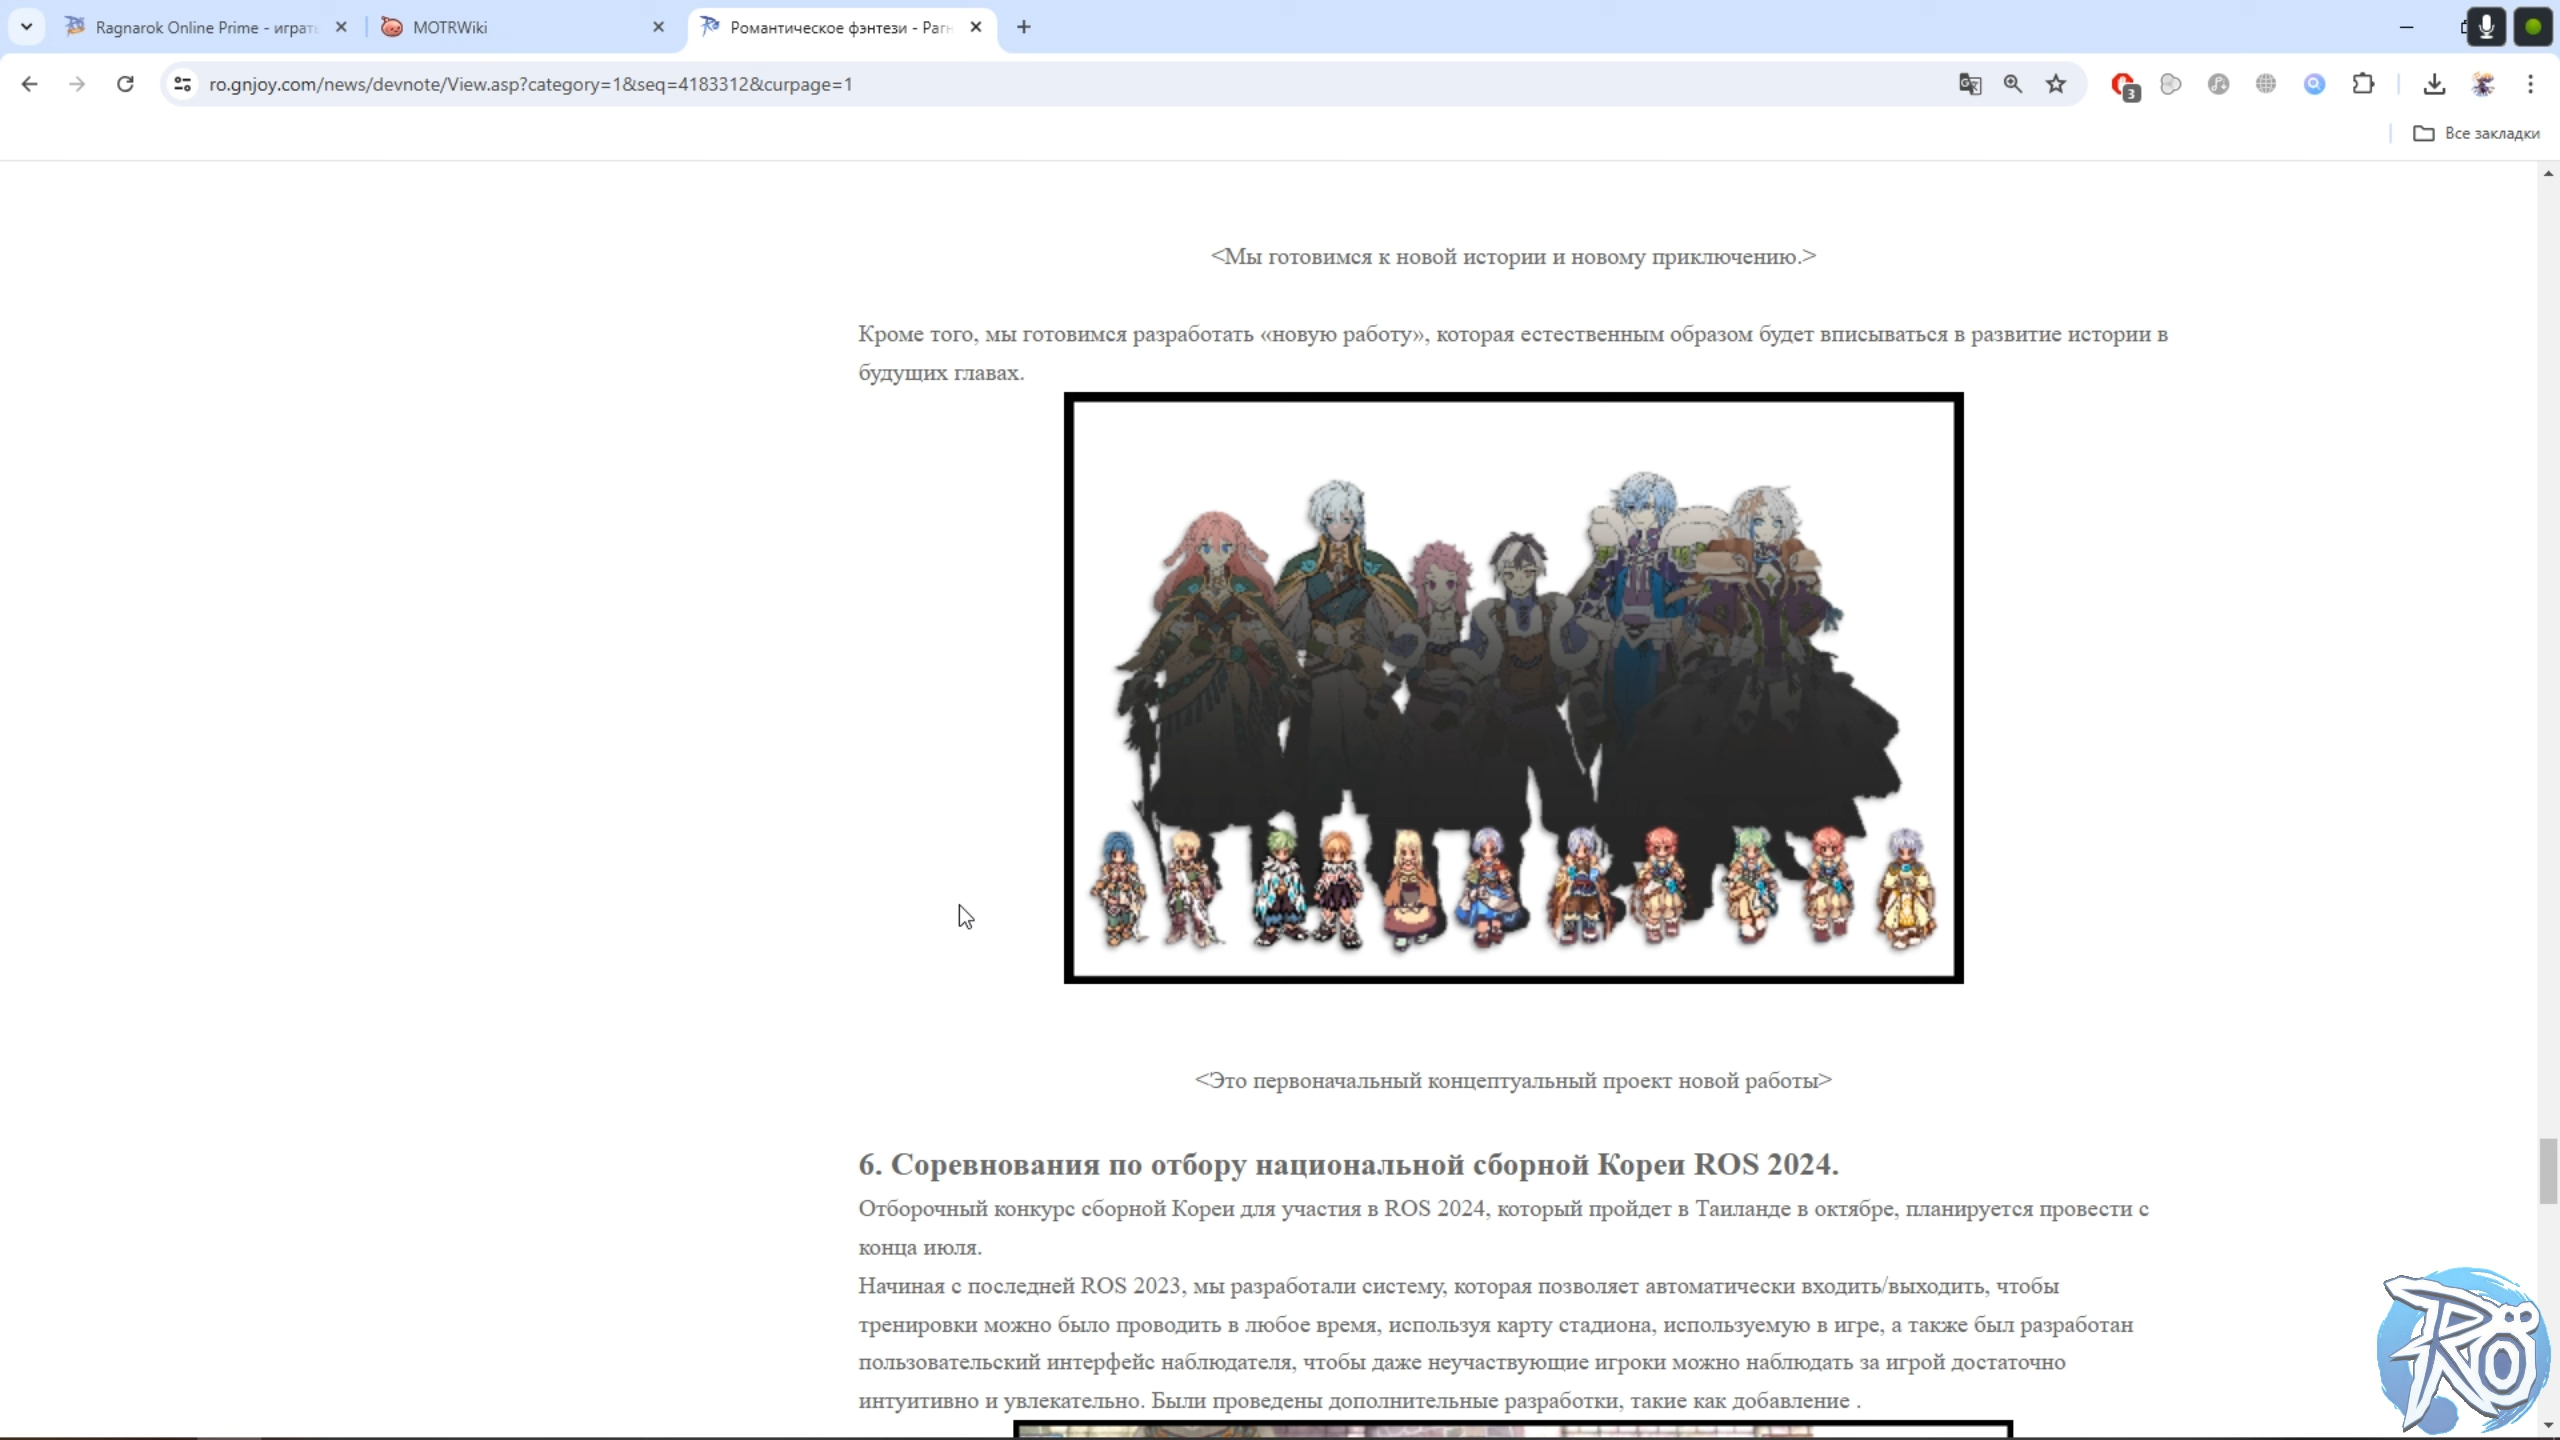 Ragnarok Online Prime - играть
MOTRWiki
Романтическое фэнтези - Рагн
ro.gnjoy.com/news/devnote/View.asp?category=1&seq=4183312&curpage=1
3
Все закладки
<Мы готовимся к новой истории и новому приключению.>
Кроме того, мы готовимся разработать «новую работу», которая естественным образом будет вписываться в развитие истории в
будущих главах.
<Это первоначальный концептуальный проект новой работы>
6. Соревнования по отбору национальной сборной Кореи ROS 2024.
Отборочный конкурс сборной Кореи для участия в ROS 2024, который пройдет в Таиланде в октябре, планируется провести с
конца июля.
Начиная с последней ROS 2023, мы разработали систему, которая позволяет автоматически входить/выходить, чтобы
тренировки можно было проводить в любое время, используя карту стадиона, используемую в игре, а также был разработан
пользовательский интерфейс наблюдателя, чтобы даже неучаствующие игроки можно наблюдать за игрой достаточно
интуитивно и увлекательно. Были проведены дополнительные разработки, такие как добавление .
RÖ